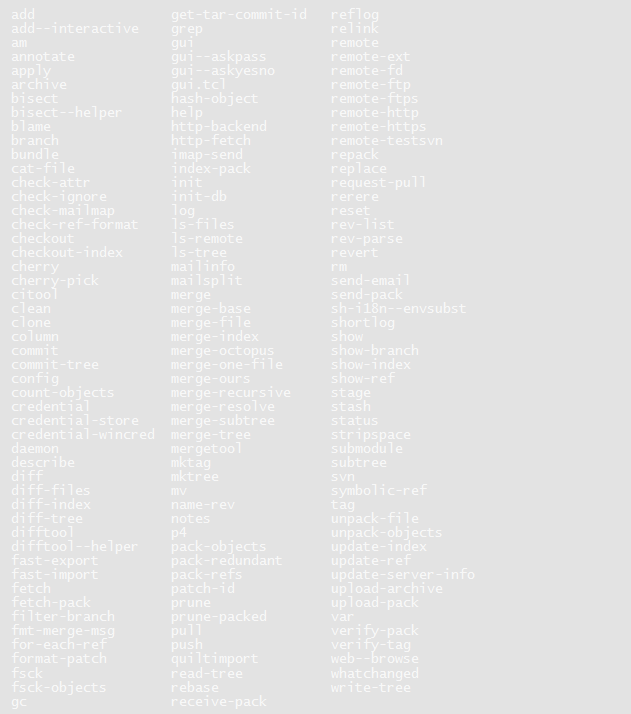 add get-tar-commit-id reflog
add--interactive grep relink
am gui remote
annotate gui--askpass remote-ext
apply gui--askyesno remote-fd
archive gui.tcl remote-ftp
bisect hash-object remote-ftps
bisect--helper help remote-http
blame http-backend remote-https
branch http-fetch remote-testsvn
bundle imap-send repack
cat-file index-pack replace
check-attr init request-pull
check-ignore init-db rerere
check-mailmap log reset
check-ref-format ls-files rev-list
checkout ls-remote rev-parse
checkout-index ls-tree revert
cherry mailinfo rm
cherry-pick mailsplit send-email
citool merge send-pack
clean merge-base sh-i18n--envsubst
clone merge-file shortlog
column merge-index show
commit merge-octopus show-branch
commit-tree merge-one-file show-index
config merge-ours show-ref
count-objects merge-recursive stage
credential merge-resolve stash
credential-store merge-subtree status
credential-wincred merge-tree stripspace
daemon mergetool submodule
describe mktag subtree
diff mktree svn
diff-files mv symbolic-ref
diff-index name-rev tag
diff-tree notes unpack-file
difftool p4 unpack-objects
difftool--helper pack-objects update-index
fast-export pack-redundant update-ref
fast-import pack-refs update-server-info
fetch patch-id upload-archive
fetch-pack prune upload-pack
filter-branch prune-packed var
fmt-merge-msg pull verify-pack
for-each-ref push verify-tag
format-patch quiltimport web--browse
fsck read-tree whatchanged
fsck-objects rebase write-tree
gc receive-pack